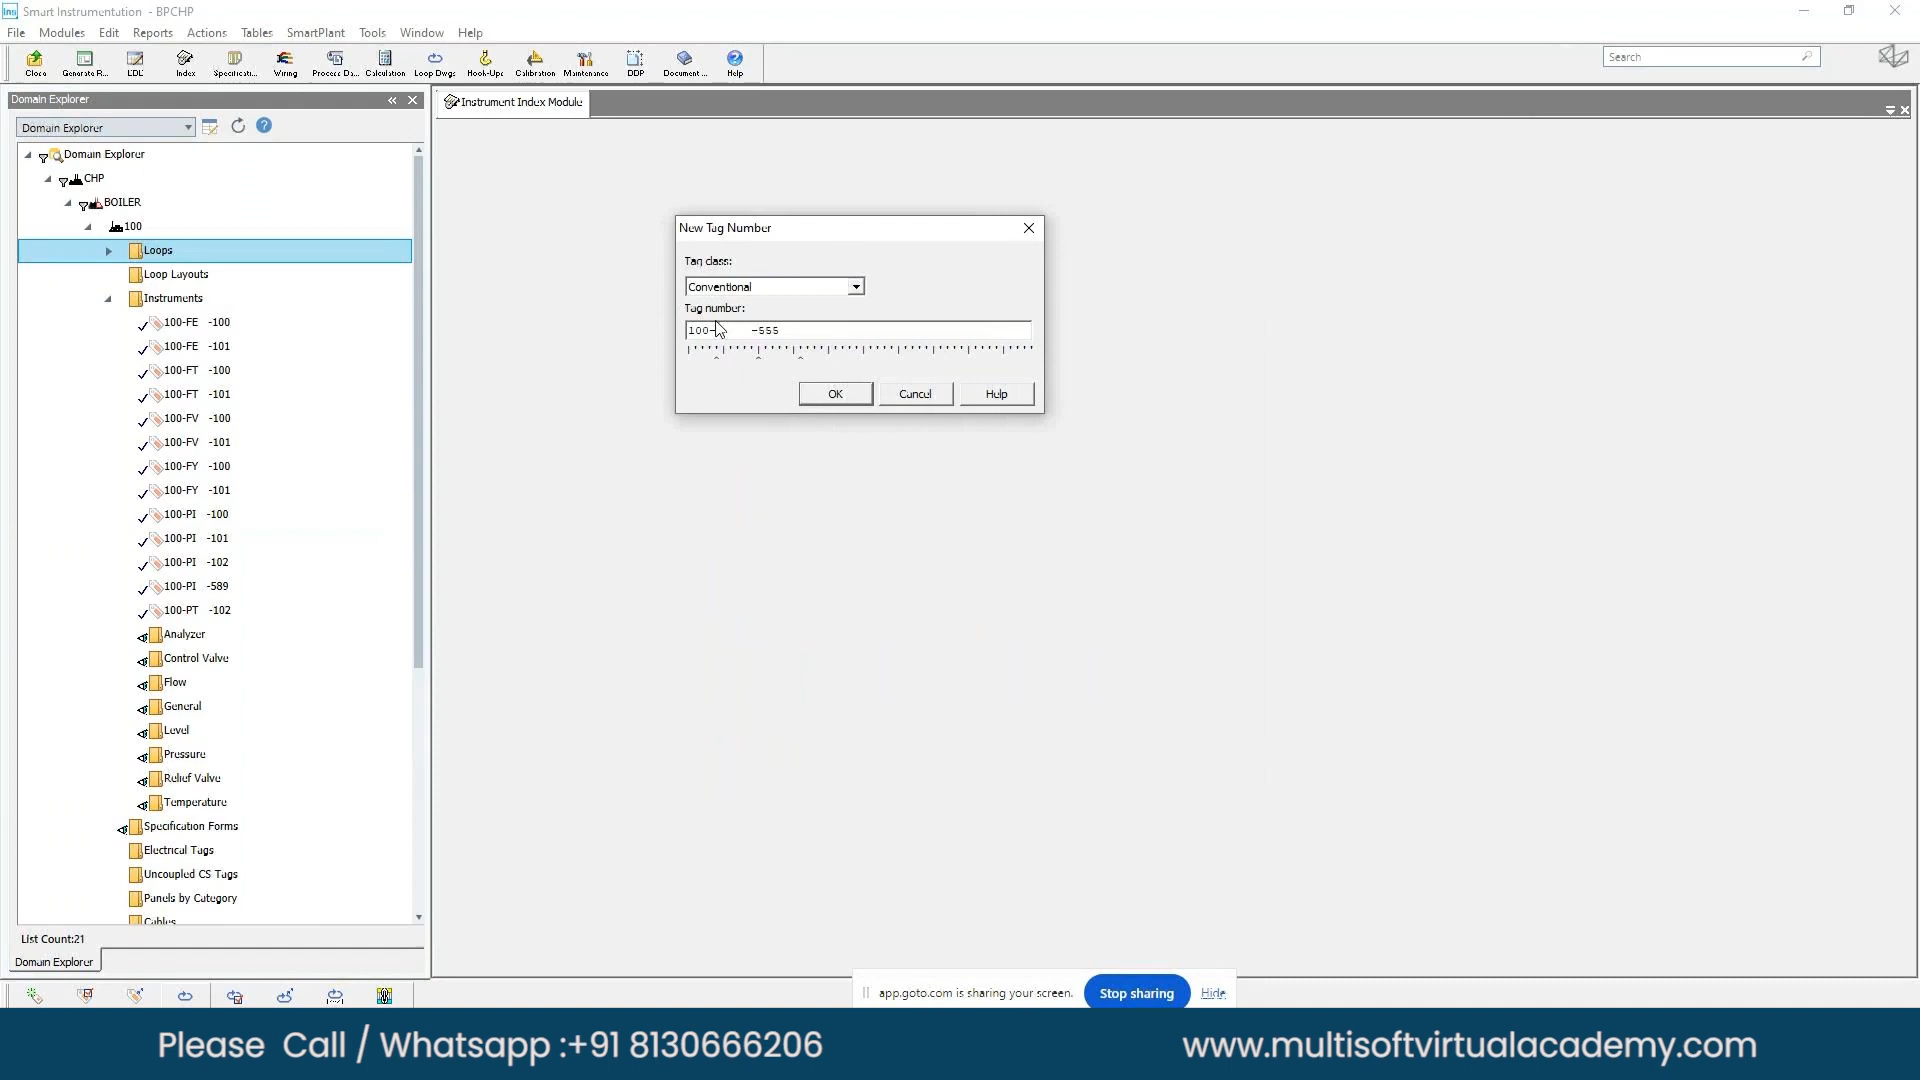 Smart Instrumentation - BPCHP
File Modules Edit Reports Actions Tables SmartPlant Tools Window Help
Close Generate R... EDE Index Specificati... Wiring Process Da... Calculation Loop Dwgs Hook-Ups Calibration Maintenance DDP Document ... Help
Search
Domain Explorer
Instrument Index Module
Domain Explorer
Domain Explorer
CHP
BOILER
100
Loops
Loop Layouts
Instruments
100-FE -100
100-FE -101
100-FT -100
100-FT -101
100-FV -100
100-FV -101
100-FY -100
100-FY -101
100-PI -100
100-PI -101
100-PI -102
100-PI -589
100-PT -102
Analyzer
Control Valve
Flow
General
Level
Pressure
Relief Valve
Temperature
Specification Forms
Electrical Tags
Uncoupled CS Tags
Panels by Category
Cables
List Count:21
Domain Explorer
New Tag Number
Tag class:
Conventional
Tag number:
100- -555
OK Cancel Help
app.goto.com is sharing your screen. Stop sharing Hide
Please Call / Whatsapp :+91 8130666206
www.multisoftvirtualacademy.com